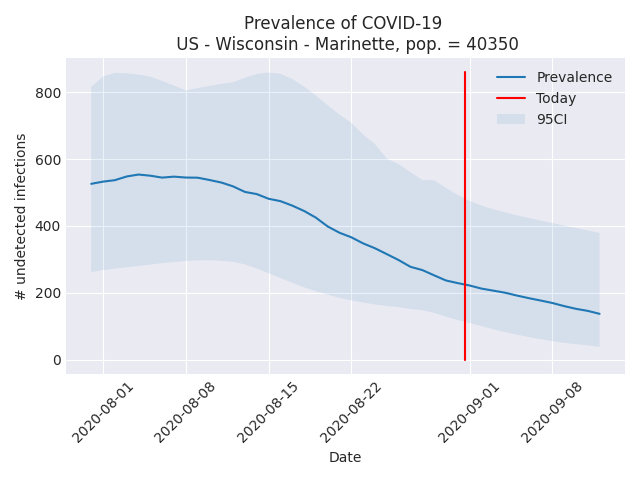 Prevalence of COVID-19
US - Wisconsin - Marinette, pop. = 40350
Prevalence
Today
95CI
# undetected infections
800
600
400
200
0
2020-08-01
2020-08-08
2020-08-15
2020-08-22
2020-09-01
2020-09-08
Date